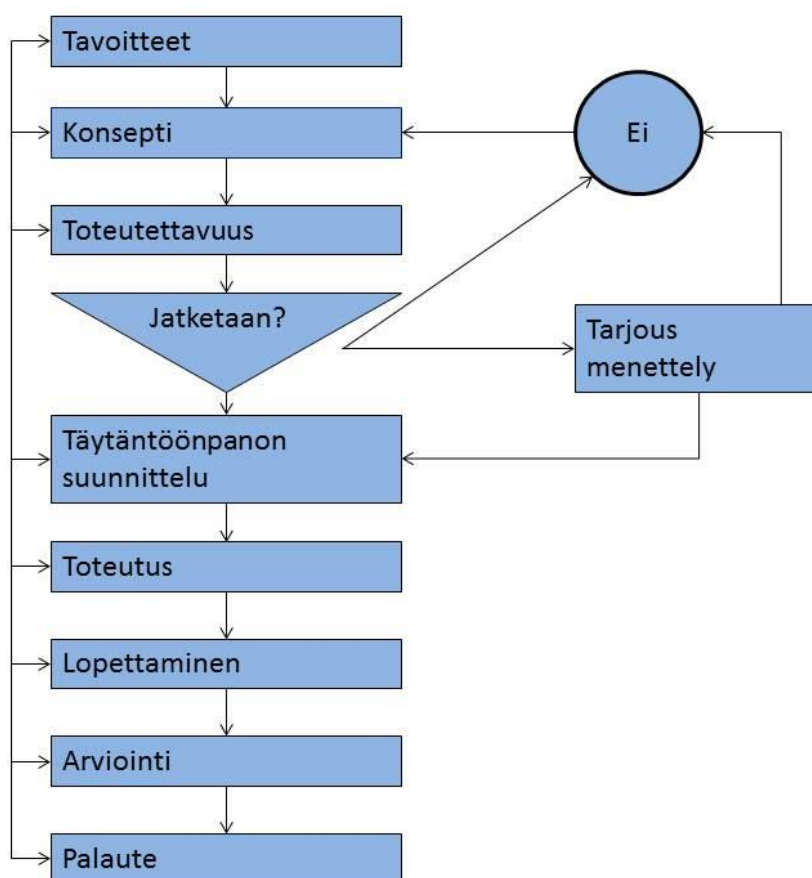 Tavoitteet
Konsepti
Ei
Toteutettavuus
Jatketaan?
Tarjous
menettely
Täytäntöönpanon
suunnittelu
Toteutus
Lopettaminen
Arviointi
Palaute